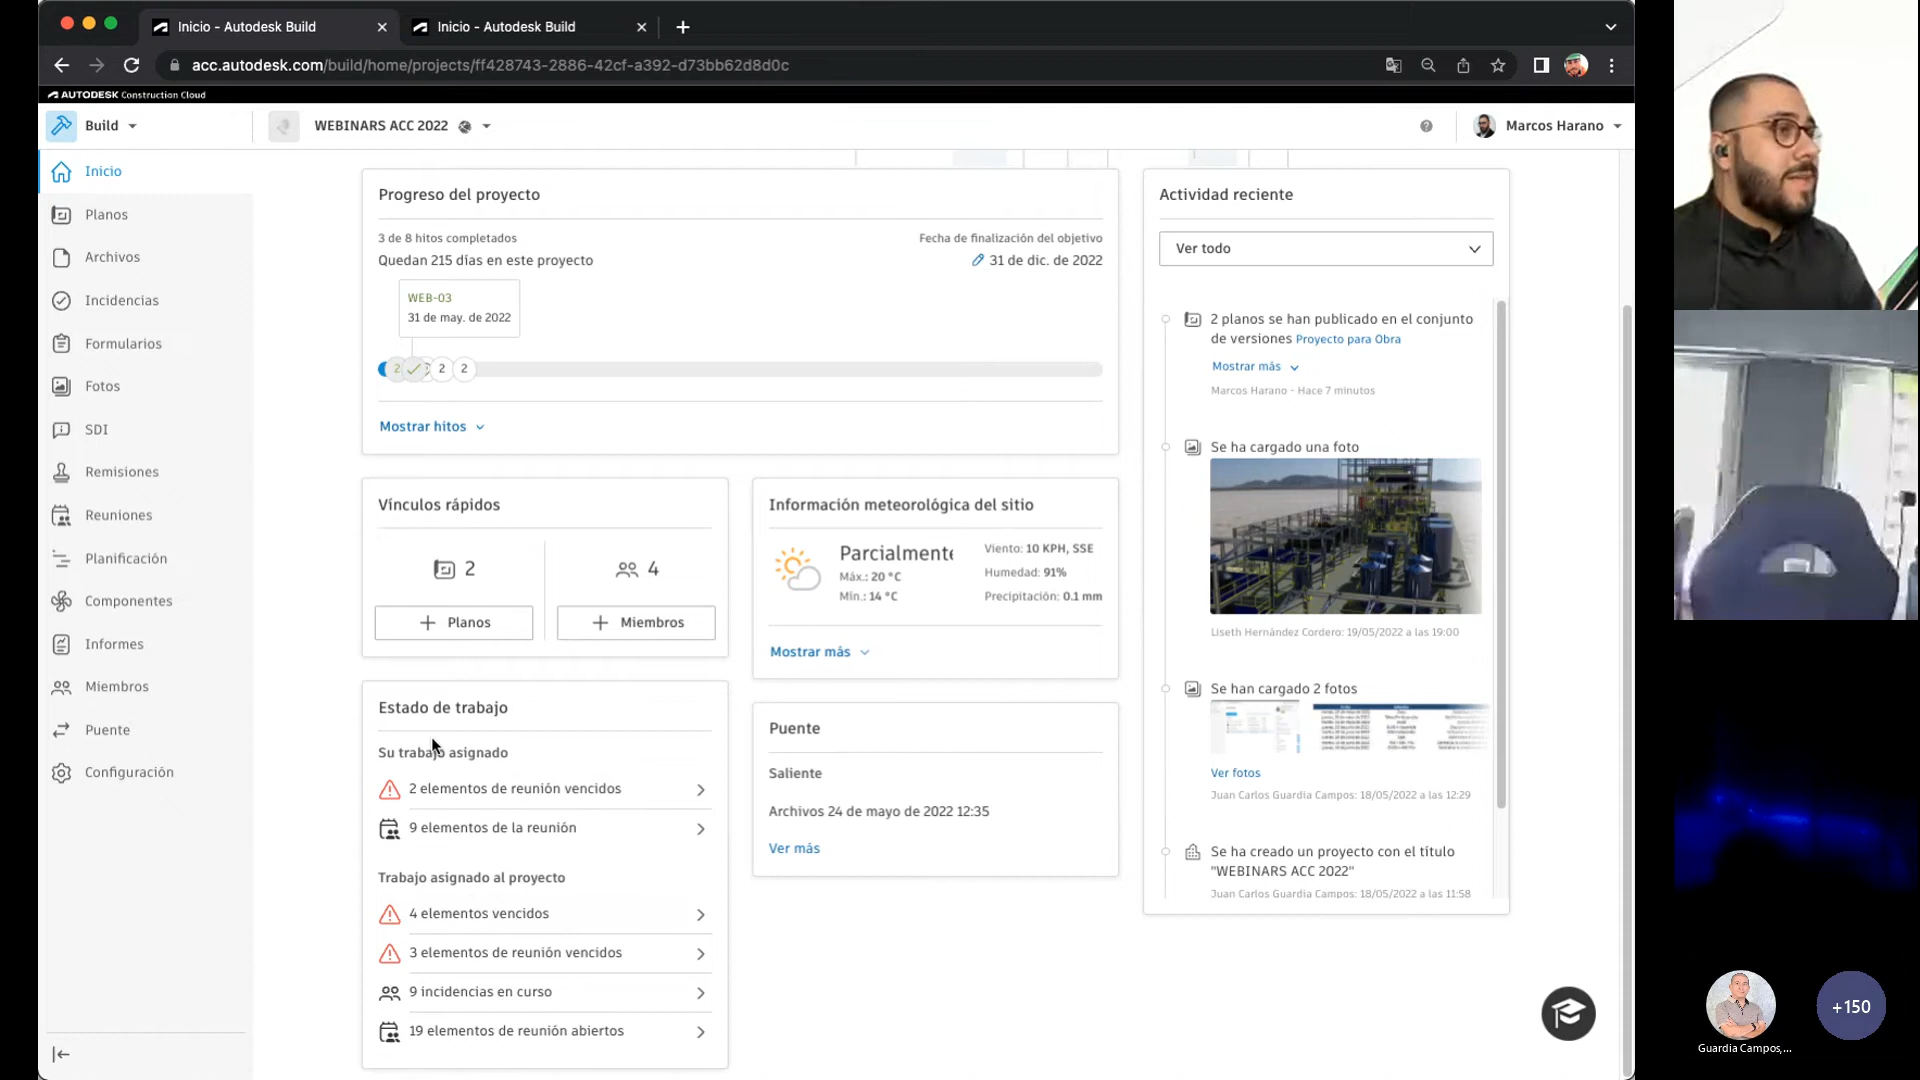 Inicio - Autodesk Build
Inicio - Autodesk Build
acc.autodesk.com/build/home/projects/ff428743-2886-42cf-a392-d73bb62d8d0c
AUTODESK Construction Cloud
Build
WEBINARS ACC 2022
Marcos Harano
Inicio
Planos
Archivos
Incidencias
Formularios
Fotos
SDI
Remisiones
Reuniones
Planificación
Componentes
Informes
Miembros
Puente
Configuración
Progreso del proyecto
3 de 8 hitos completados
Fecha de finalización del objetivo
Quedan 215 días en este proyecto
31 de dic. de 2022
WEB-03
31 de may. de 2022
2
2
2
Mostrar hitos
Vínculos rápidos
2
4
+ Planos
+ Miembros
Información meteorológica del sitio
Parcialmente
Máx.: 20 °C
Mín.: 14 °C
Viento: 10 KPH, SSE
Humedad: 91%
Precipitación: 0.1 mm
Mostrar más
Estado de trabajo
Su trabajo asignado
2 elementos de reunión vencidos
9 elementos de la reunión
Trabajo asignado al proyecto
4 elementos vencidos
3 elementos de reunión vencidos
9 incidencias en curso
19 elementos de reunión abiertos
Puente
Saliente
Archivos 24 de mayo de 2022 12:35
Ver más
Actividad reciente
Ver todo
2 planos se han publicado en el conjunto
de versiones Proyecto para Obra
Mostrar más
Marcos Harano - Hace 7 minutos
Se ha cargado una foto
Liseth Hernández Cordero: 19/05/2022 a las 19:00
Se han cargado 2 fotos
Ver fotos
Juan Carlos Guardia Campos: 18/05/2022 a las 12:29
Se ha creado un proyecto con el título
"WEBINARS ACC 2022"
Juan Carlos Guardia Campos: 18/05/2022 a las 11:58
+150
Guardia Campos,...